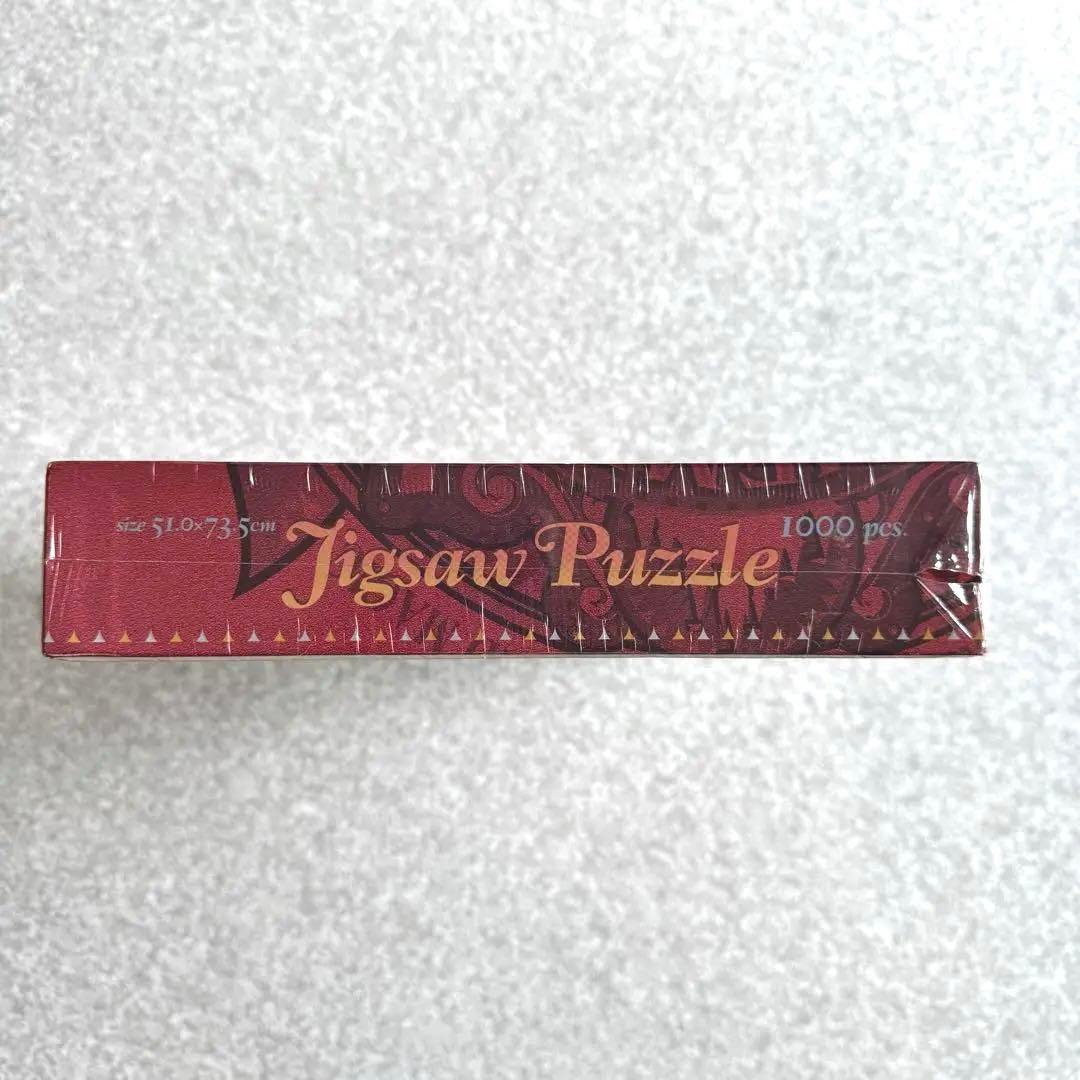 size 51.0×73.5cm
Jigsaw Puzzle
1000 pcs.